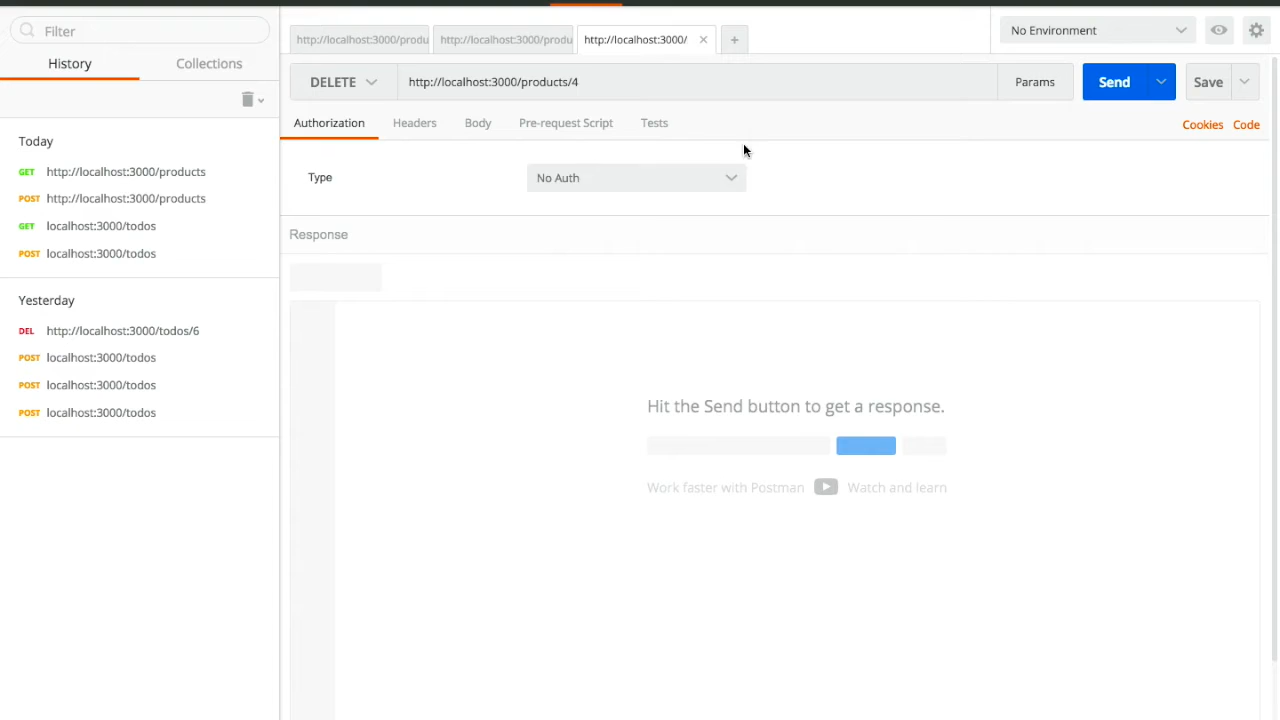 Filter
History Collections
Today
GET http://localhost:3000/products
POST http://localhost:3000/products
GET localhost:3000/todos
POST localhost:3000/todos
Yesterday
DEL http://localhost:3000/todos/6
POST localhost:3000/todos
POST localhost:3000/todos
POST localhost:3000/todos
http://localhost:3000/produ http://localhost:3000/produ http://localhost:3000/
No Environment
DELETE http://localhost:3000/products/4 Params Send Save
Authorization Headers Body Pre-request Script Tests Cookies Code
Type No Auth
Response
Hit the Send button to get a response.
Work faster with Postman Watch and learn